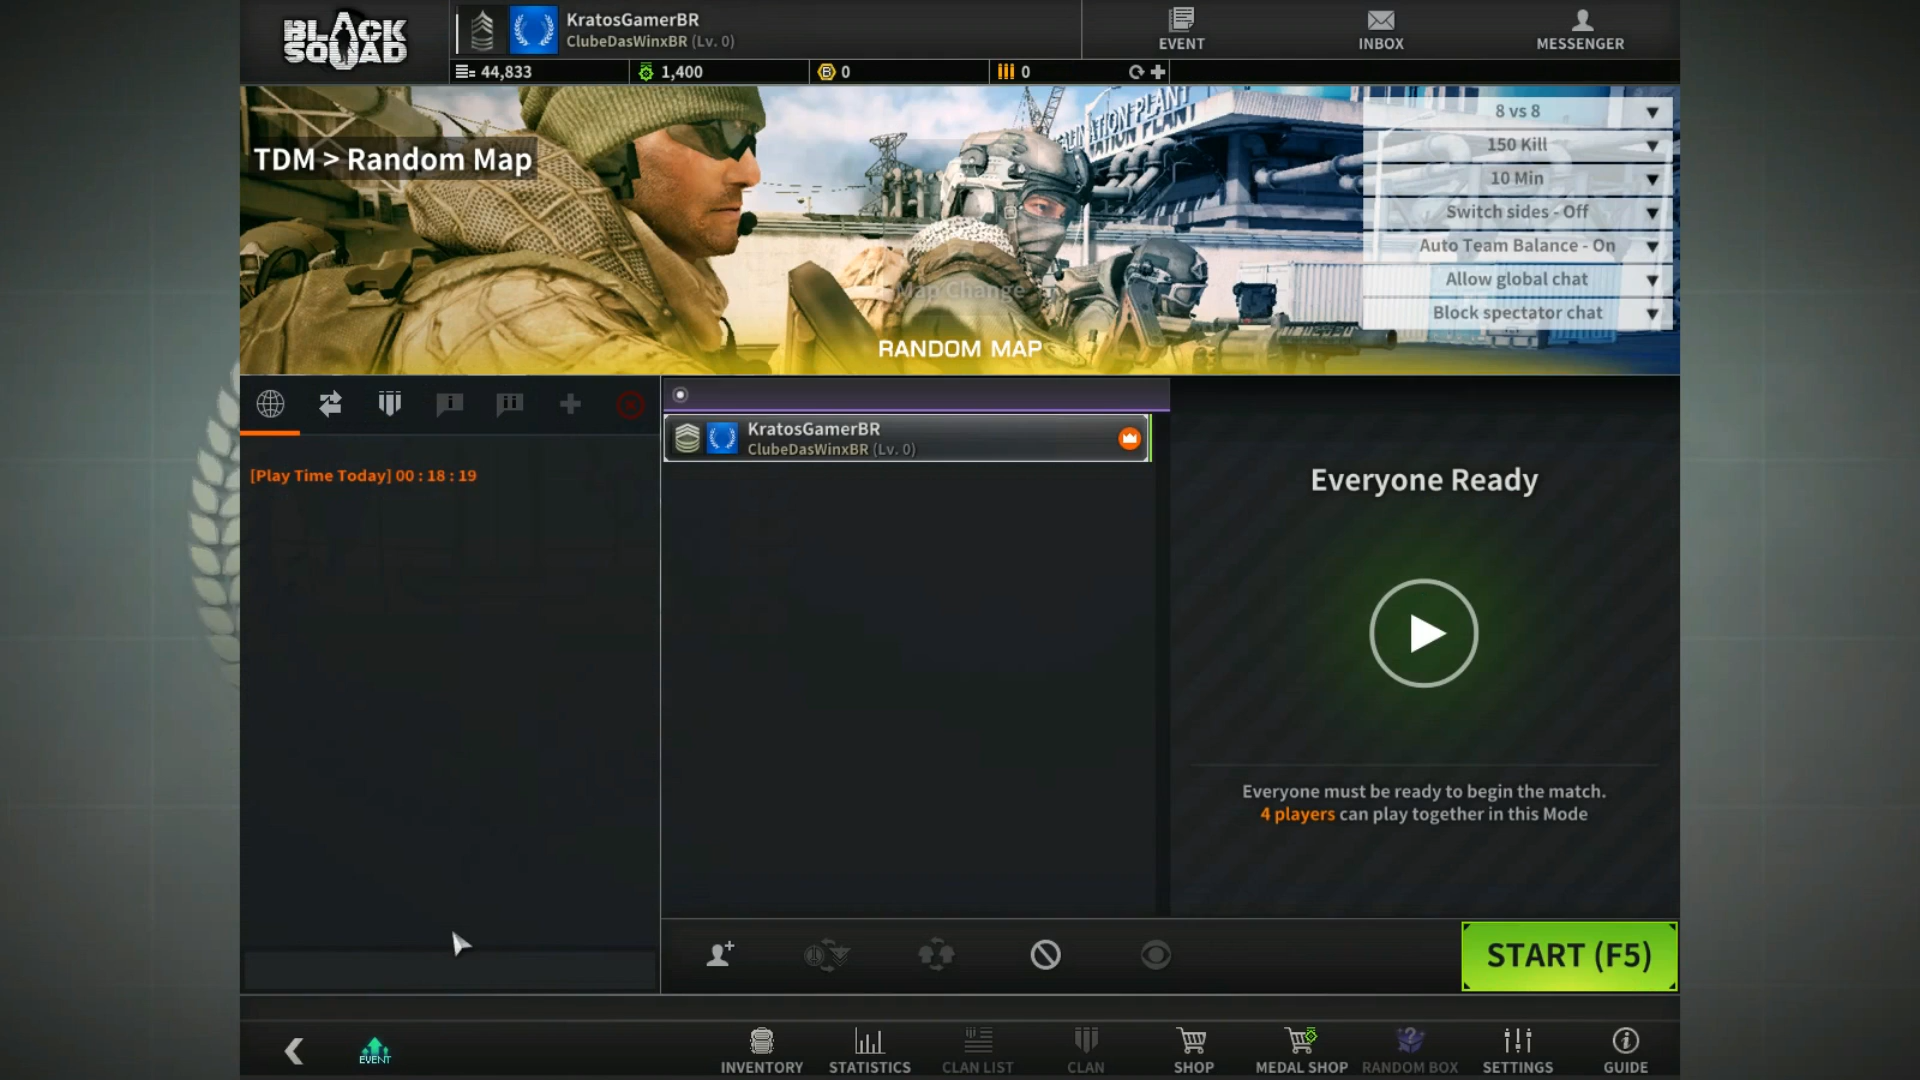 BLACK
SQUAD
KratosGamerBR
ClubeDasWinxBR (Lv. 0)
EVENT
INBOX
MESSENGER
44,833
1,400
0
0
TDM > Random Map
8 vs 8
150 Kill
10 Min
Switch sides - Off
Auto Team Balance - On
Allow global chat
Block spectator chat
NATION PLANT
Map Change
RANDOM MAP
[Play Time Today] 00 : 18 : 19
KratosGamerBR
ClubeDasWinxBR (Lv. 0)
Everyone Ready
Everyone must be ready to begin the match.
4 players can play together in this Mode
START (F5)
EVENT
INVENTORY
STATISTICS
CLAN LIST
CLAN
SHOP
MEDAL SHOP
RANDOM BOX
SETTINGS
GUIDE